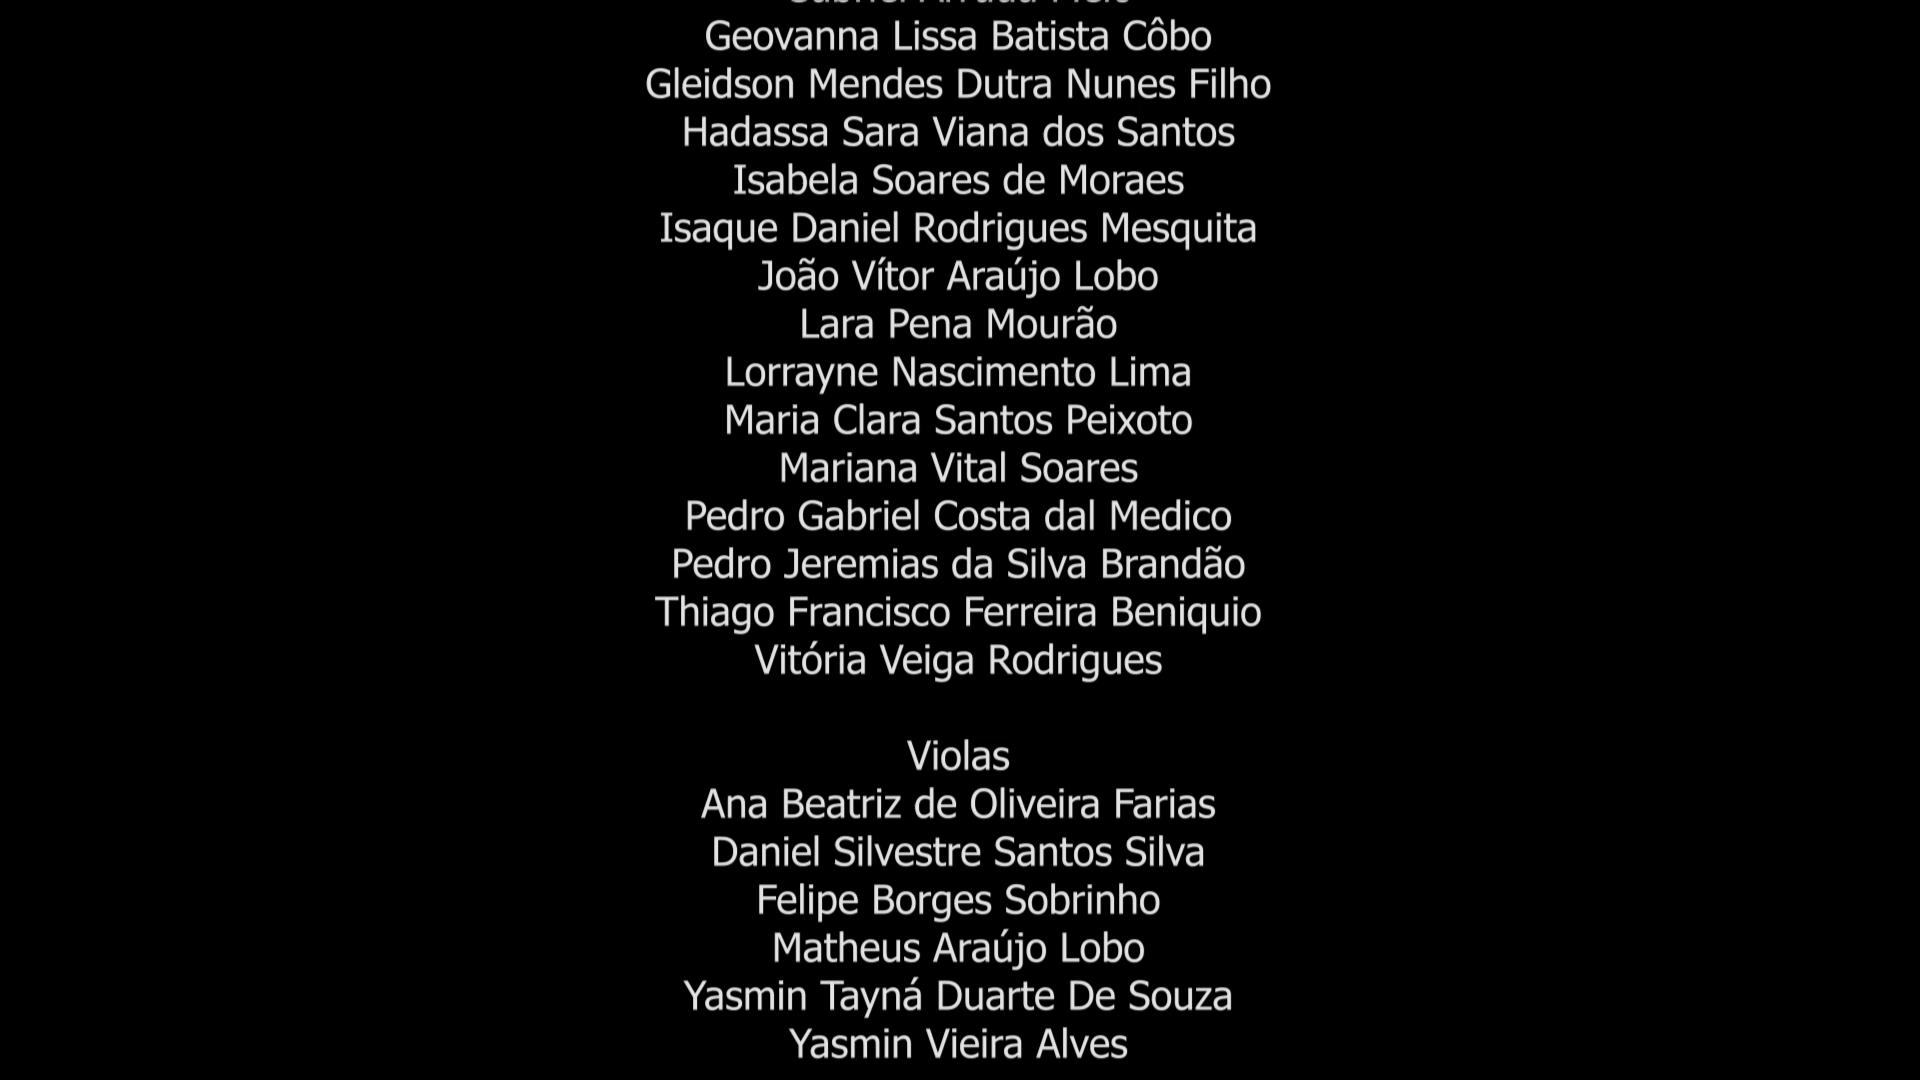 Geovanna Lissa Batista Côbo
Gleidson Mendes Dutra Nunes Filho
Hadassa Sara Viana dos Santos
Isabela Soares de Moraes
Isaque Daniel Rodrigues Mesquita
João Vítor Araújo Lobo
Lara Pena Mourão
Lorrayne Nascimento Lima
Maria Clara Santos Peixoto
Mariana Vital Soares
Pedro Gabriel Costa dal Medico
Pedro Jeremias da Silva Brandão
Thiago Francisco Ferreira Beniquio
Vitória Veiga Rodrigues
Violas
Ana Beatriz de Oliveira Farias
Daniel Silvestre Santos Silva
Felipe Borges Sobrinho
Matheus Araújo Lobo
Yasmin Tayná Duarte De Souza
Yasmin Vieira Alves